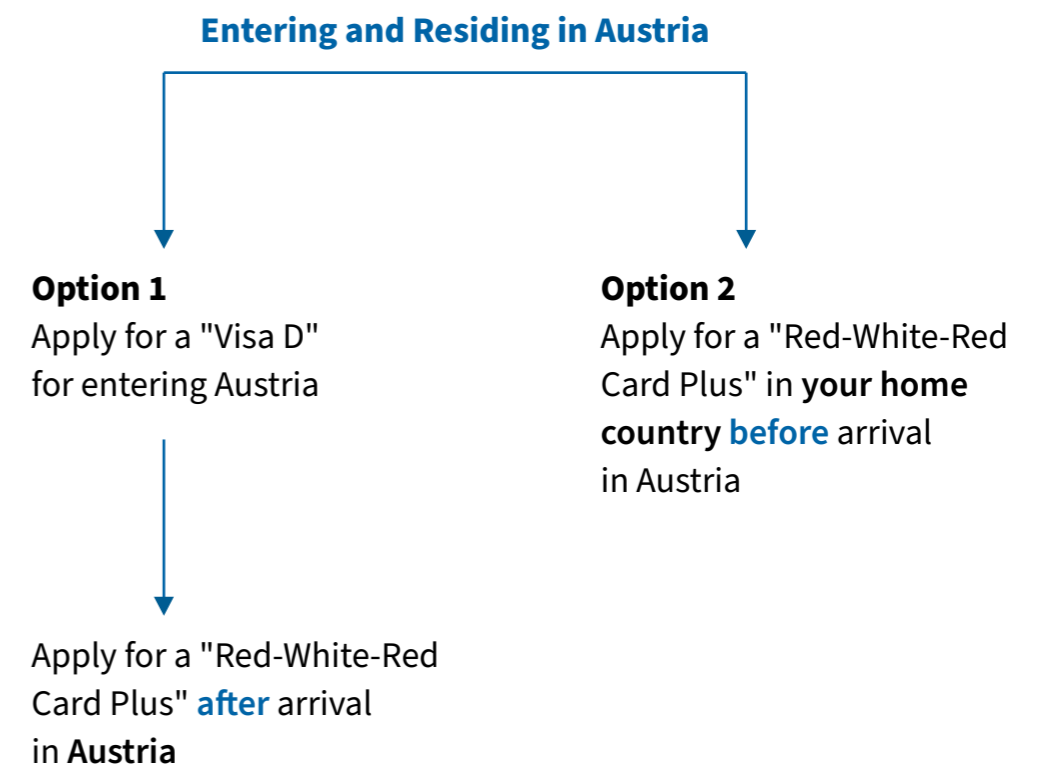 Entering and Residing in Austria
Option 1
Apply for a "Visa D"
for entering Austria
Apply for a "Red-White-Red
Card Plus" after arrival
in Austria
Option 2
Apply for a "Red-White-Red
Card Plus" in your home
country before arrival
in Austria